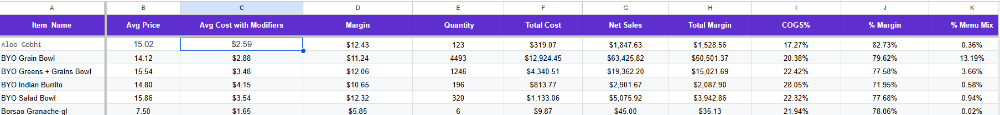 A B C D E F G H I J K
Item Name Avg Price Avg Cost with Modifiers Margin Quantity Total Cost Net Sales Total Margin COGS% % Margin % Menu Mix
Aloo Gobhi 15.02 $2.59 $12.43 123 $319.07 $1,847.63 $1,528.56 17.27% 82.73% 0.36%
BYO Grain Bowl 14.12 $2.88 $11.24 4493 $12,924.45 $63,425.82 $50,501.37 20.38% 79.62% 13.19%
BYO Greens + Grains Bowl 15.54 $3.48 $12.06 1246 $4,340.51 $19,362.20 $15,021.69 22.42% 77.58% 3.66%
BYO Indian Burrito 14.80 $4.15 $10.65 196 $813.77 $2,901.67 $2,087.90 28.05% 71.95% 0.58%
BYO Salad Bowl 15.86 $3.54 $12.32 320 $1,133.06 $5,075.92 $3,942.86 22.32% 77.68% 0.94%
Borsao Granache-gl 7.50 $1.65 $5.85 6 $9.87 $45.00 $35.13 21.94% 78.06% 0.02%